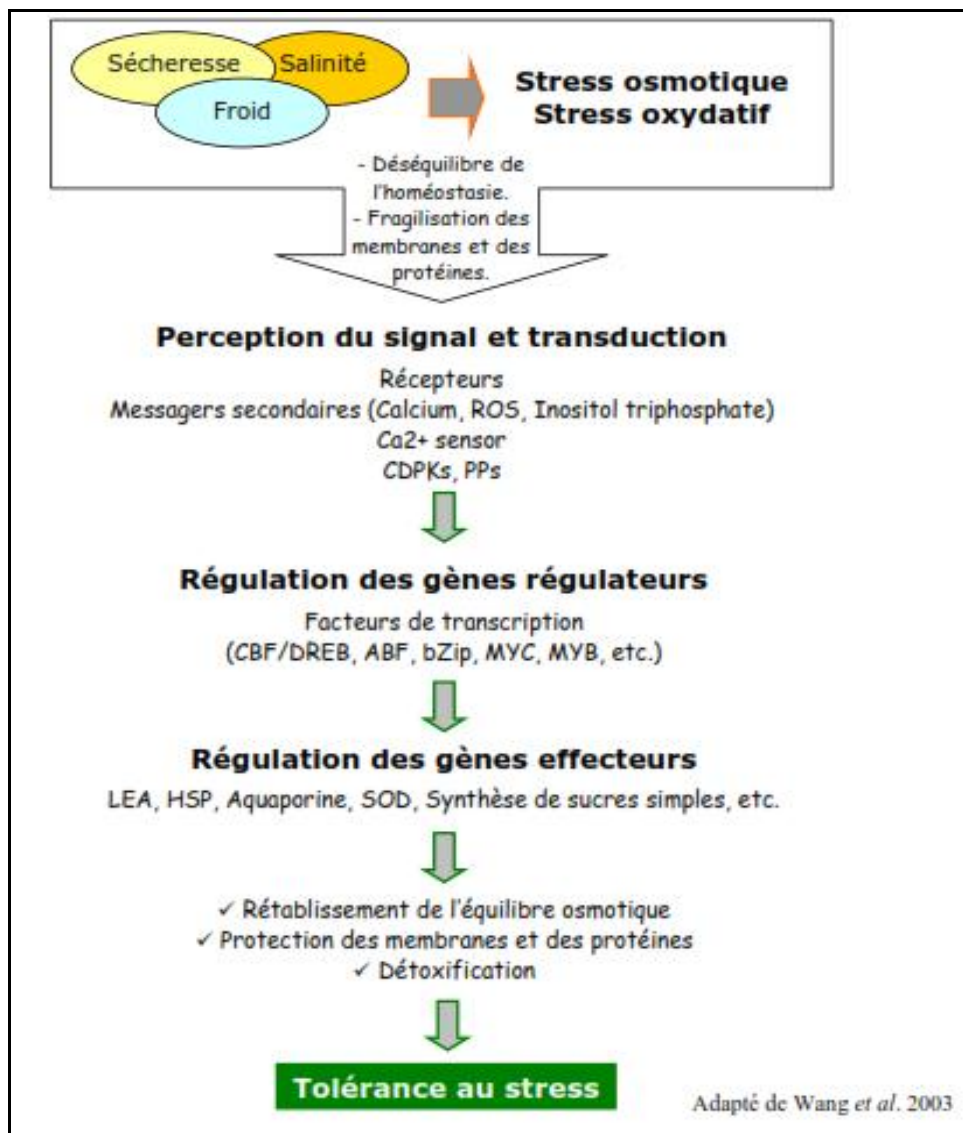 Sécheresse
Salinité
Froid
Stress osmotique
Stress oxydatif
- Déséquilibre de
l'homéostasie.
- Fragilisation des
membranes et des
protéines.
Perception du signal et transduction
Récepteurs
Messagers secondaires (Calcium, ROS, Inositol triphosphate)
Ca2+ sensor
CDPKs, PPs
Régulation des gènes régulateurs
Facteurs de transcription
(CBF/DREB, ABF, bZip, MYC, MYB, etc.)
Régulation des gènes effecteurs
LEA, HSP, Aquaporine, SOD, Synthèse de sucres simples, etc.
✓ Rétablissement de l'équilibre osmotique
✓ Protection des membranes et des protéines
✓ Détoxification
Tolérance au stress
Adapté de Wang et al. 2003